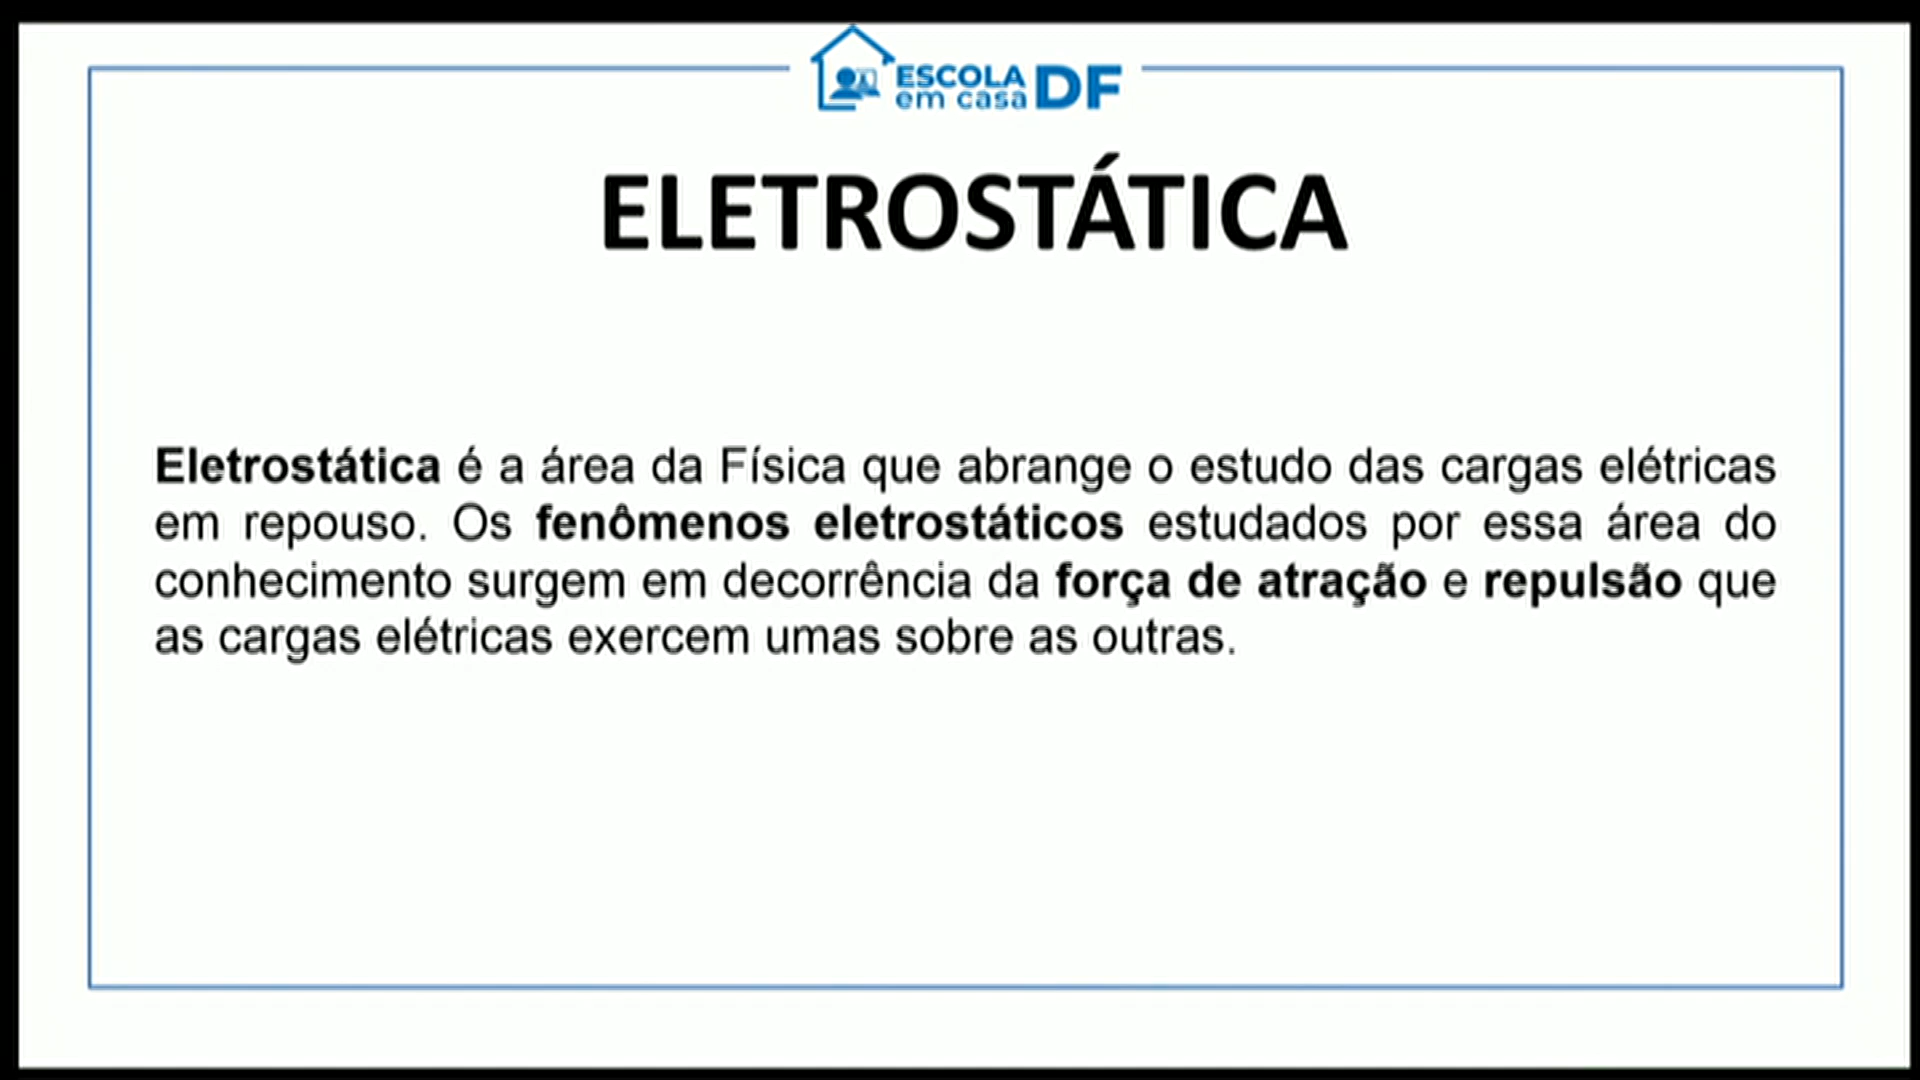 ESCOLA
em casa DF
ELETROSTÁTICA
Eletrostática é a área da Física que abrange o estudo das cargas elétricas
em repouso. Os fenômenos eletrostáticos estudados por essa área do
conhecimento surgem em decorrência da força de atração e repulsão que
as cargas elétricas exercem umas sobre as outras.